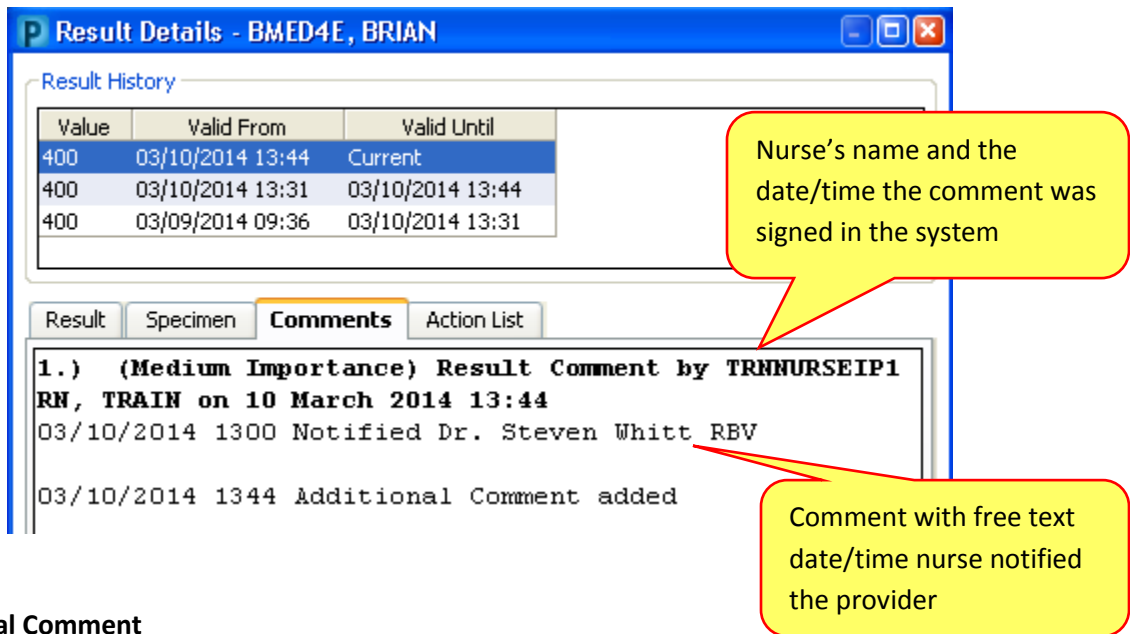 P Result Details - BMED4E, BRIAN
Result History
Value Valid From Valid Until
400 03/10/2014 13:44 Current
400 03/10/2014 13:31 03/10/2014 13:44
400 03/09/2014 09:36 03/10/2014 13:31
Nurse’s name and the
date/time the comment was
signed in the system
Result Specimen Comments Action List
1.) (Medium Importance) Result Comment by TRNNURSEIP1
RN, TRAIN on 10 March 2014 13:44
03/10/2014 1300 Notified Dr. Steven Whitt RBV
03/10/2014 1344 Additional Comment added
Comment with free text
date/time nurse notified
the provider
al Comment